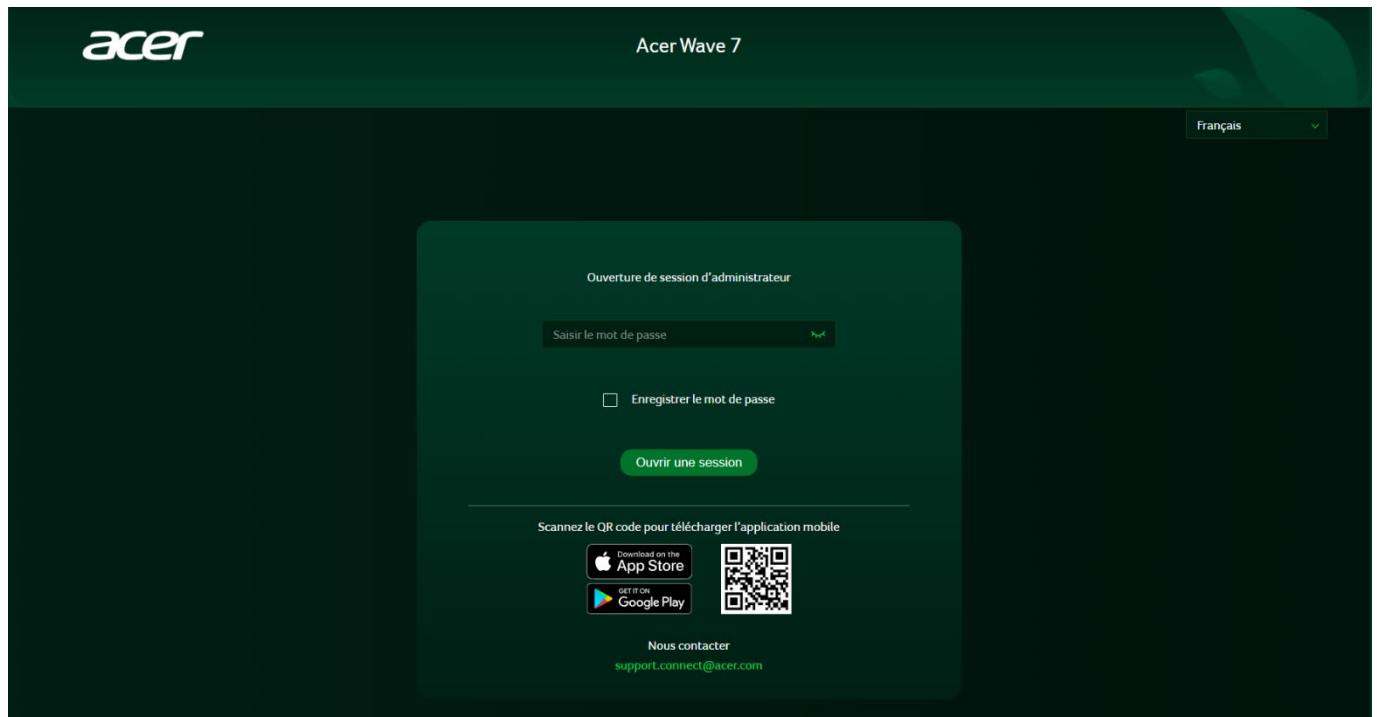 acer
Acer Wave 7
Français
Ouverture de session d'administrateur
Saisir le mot de passe
Enregistrer le mot de passe
Ouvrir une session
Scannez le QR code pour télécharger l'application mobile
Download on the
App Store
GET IT ON
Google Play
Nous contacter
support.connect@acer.com